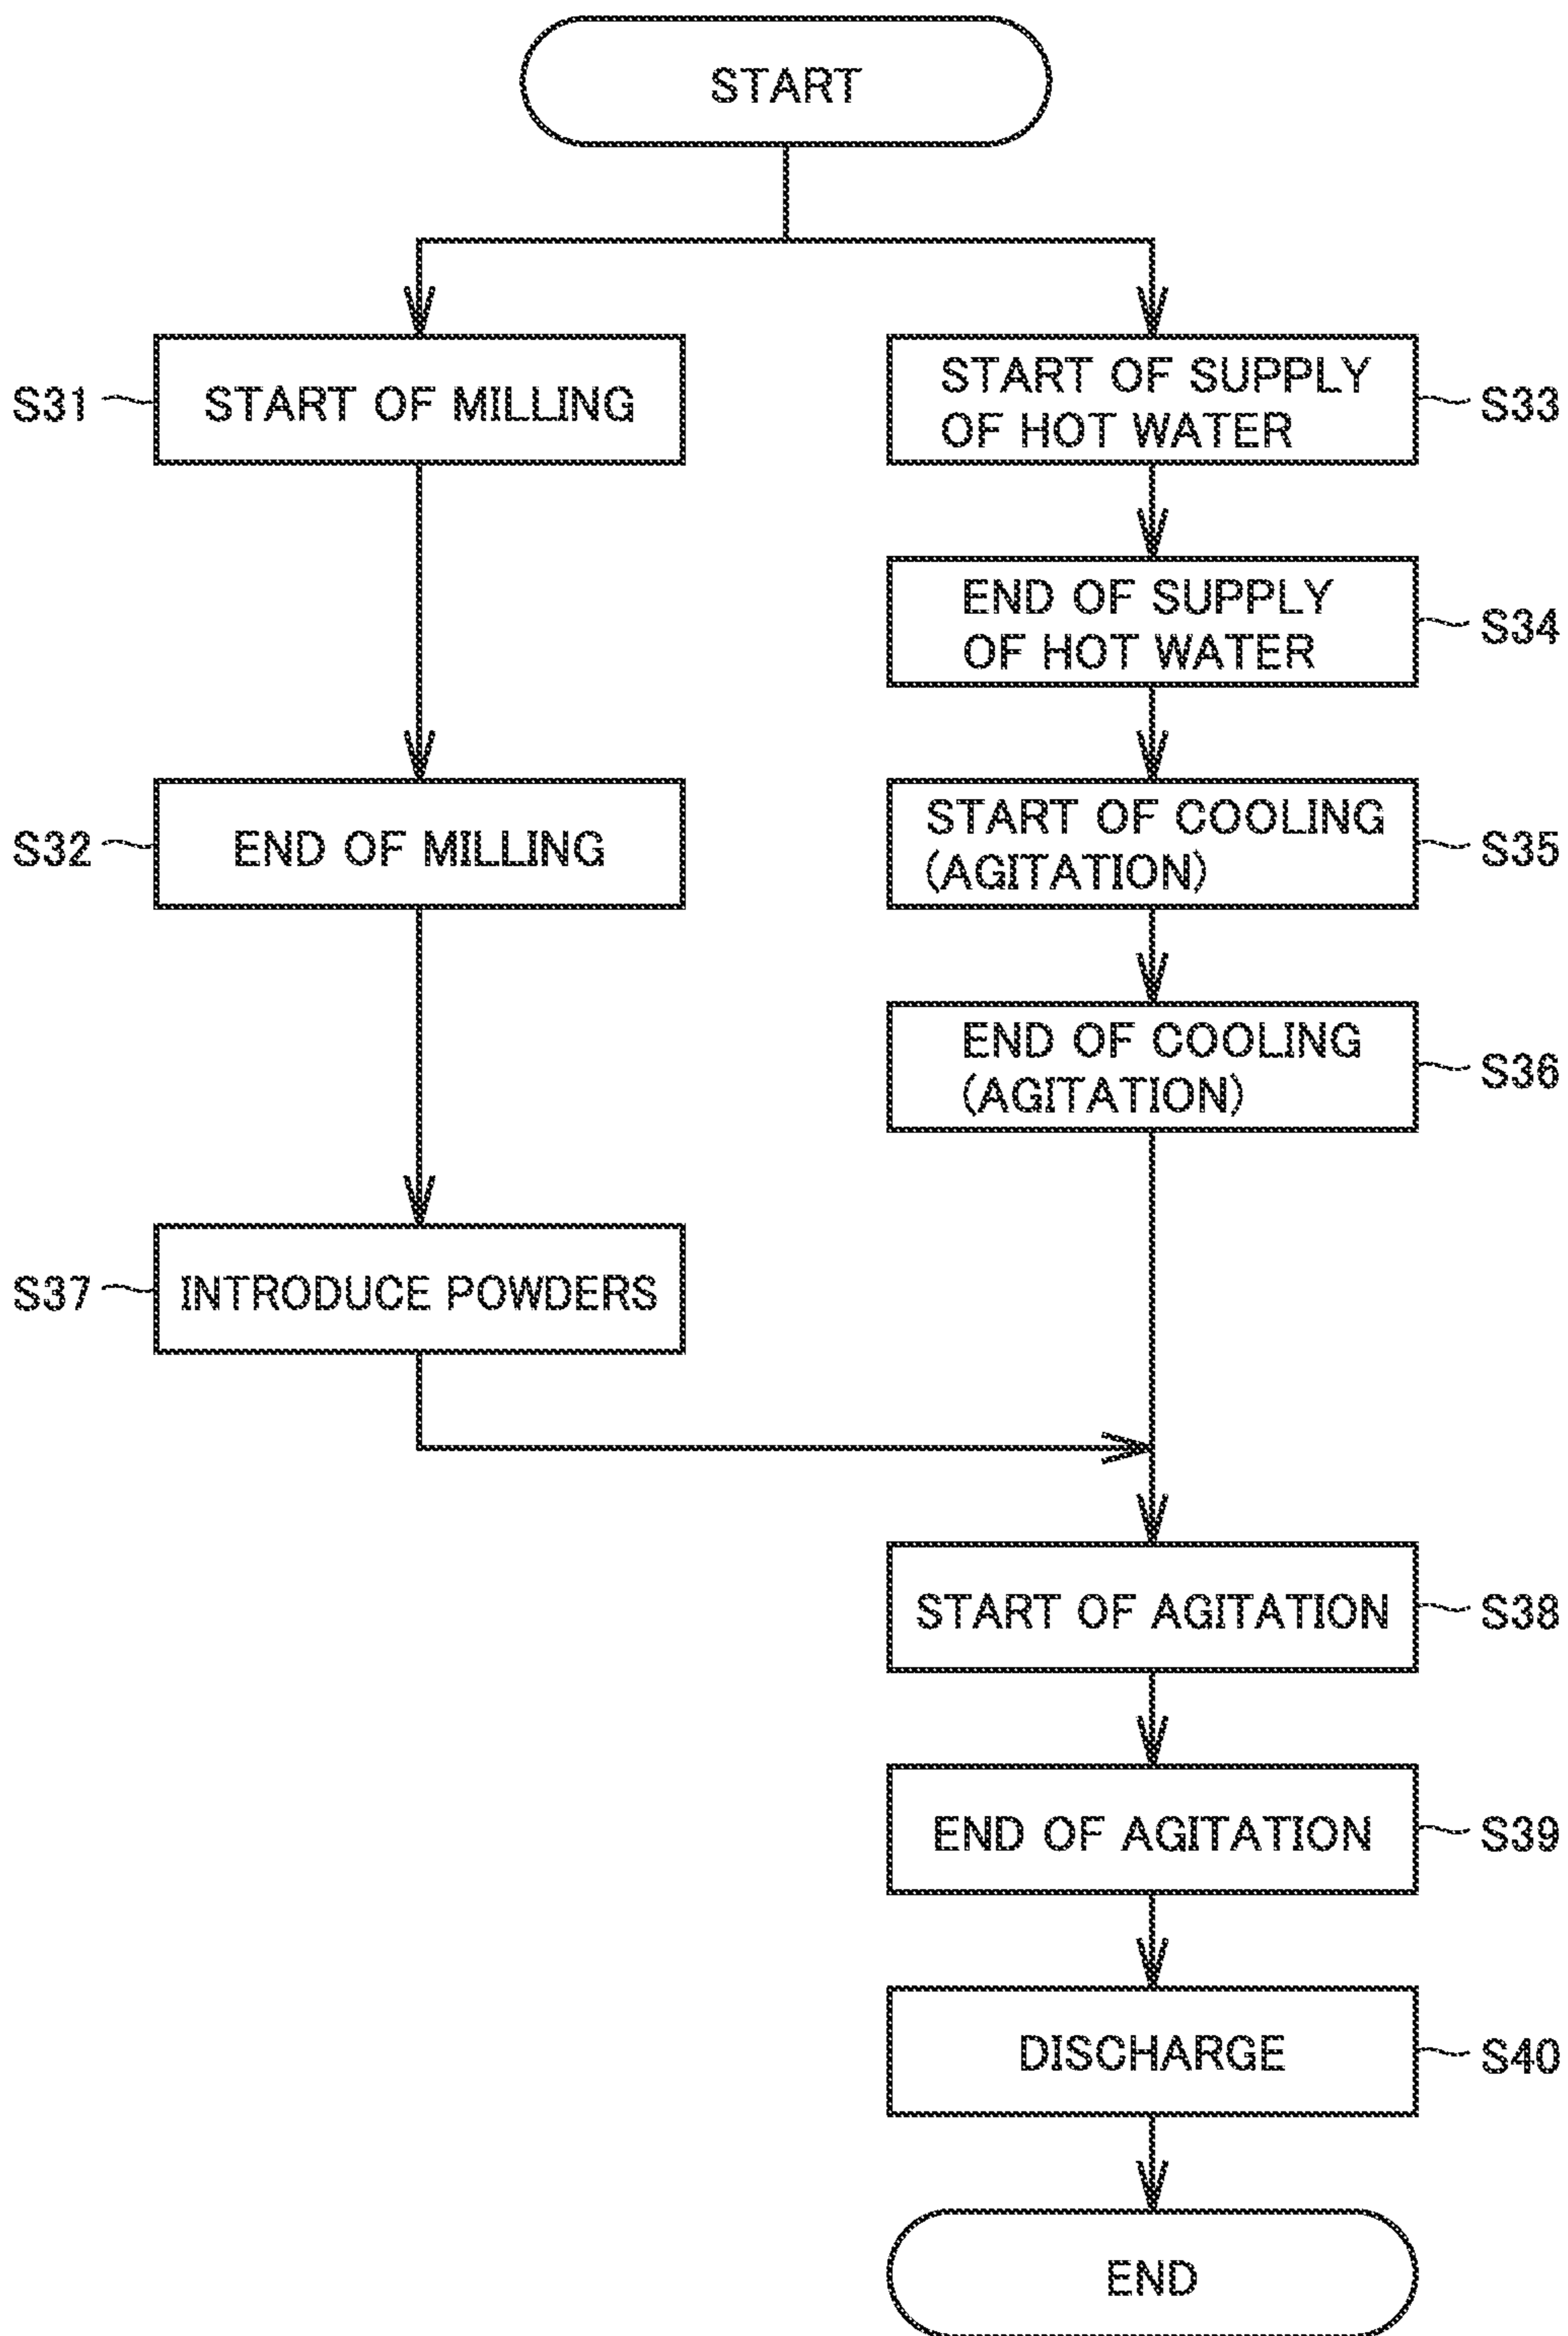 START
S31
START OF MILLING
START OF SUPPLY
OF HOT WATER
S33
END OF SUPPLY
OF HOT WATER
S34
S32
END OF MILLING
START OF COOLING
(AGITATION)
S35
END OF COOLING
(AGITATION)
S36
S37
INTRODUCE POWDERS
START OF AGITATION
S38
END OF AGITATION
S39
DISCHARGE
S40
END